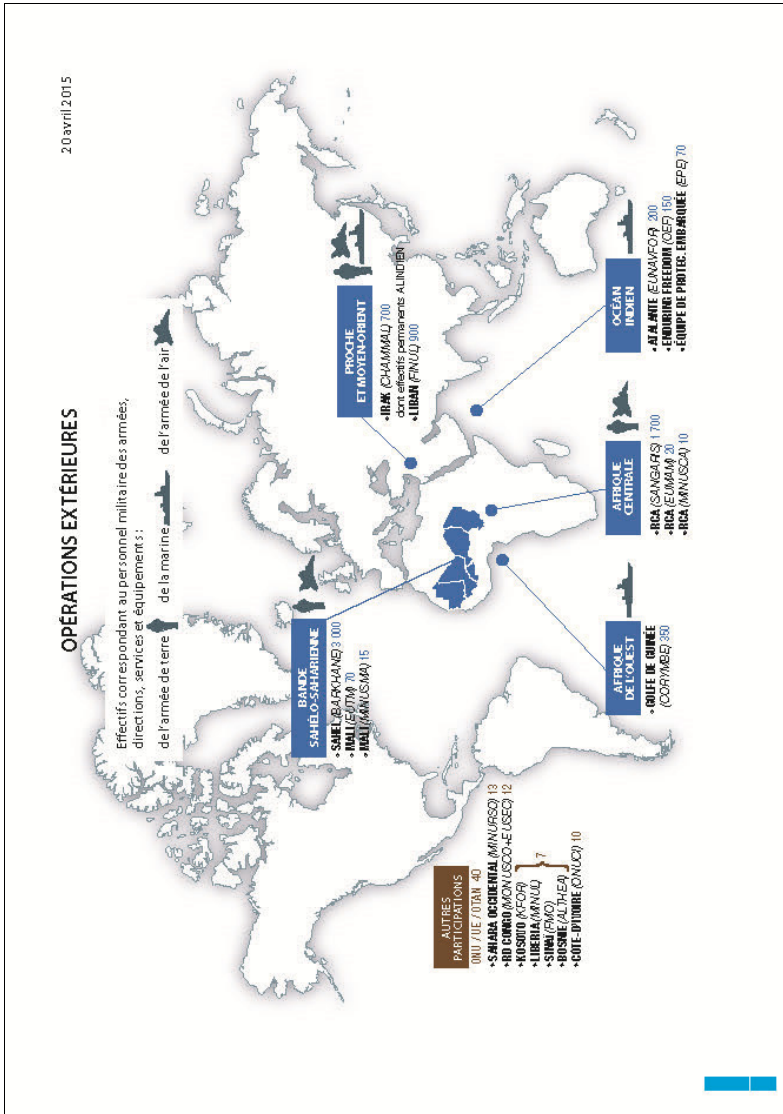 OPÉRATIONS EXTÉRIEURES
20 avril 2015
Effectifs correspondant au personnel militaire des armées,
directions, services et équipements :
de l'armée de terre de la marine de l'armée de l'air
BANDE
SAHÉLO-SAHARIENNE
• SAHEL (BARKHANE) 3 000
• MALI (EUTM) 70
• MALI (MINUSMA) 15
PROCHE
ET MOYEN-ORIENT
• IRAK (CHAMMAL) 700
dont effectifs permanents ALINDIEN
• LIBAN (FINUL) 900
AUTRES
PARTICIPATIONS
ONU / UE / OTAN 40
• SAHARA OCCIDENTAL (MINURSO) 13
• RD CONGO (MONUSCO+EUSEC) 12
• KOSOVO (KFOR)
• LIBERIA (MINUL)
• SINAÏ (FMO)
• BOSNIE (ALTHEA)
7
• CÔTE-D'IVOIRE (ONUCI) 10
AFRIQUE
DE L'OUEST
• GOLFE DE GUINÉE
(CORYMBE) 350
AFRIQUE
CENTRALE
• RCA (SANGARIS) 1 700
• RCA (EUMAM) 20
• RCA (MINUSCA) 10
OCÉAN
INDIEN
• ATALANTE (EUNAVFOR) 200
• ENDURING FREEDOM (OEF) 150
• ÉQUIPE DE PROTEC. EMBARQUÉE (EPE) 70